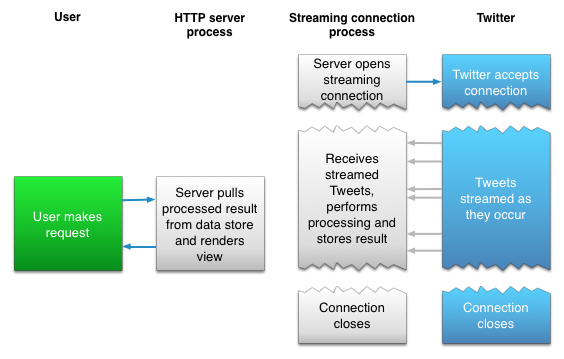 User
HTTP server
process
Streaming connection
process
Twitter
Server opens
streaming
connection
Twitter accepts
connection
User makes
request
Server pulls
processed result
from data store
and renders
view
Receives
streamed
Tweets,
performs
processing and
stores result
Tweets
streamed as
they occur
Connection
closes
Connection
closes